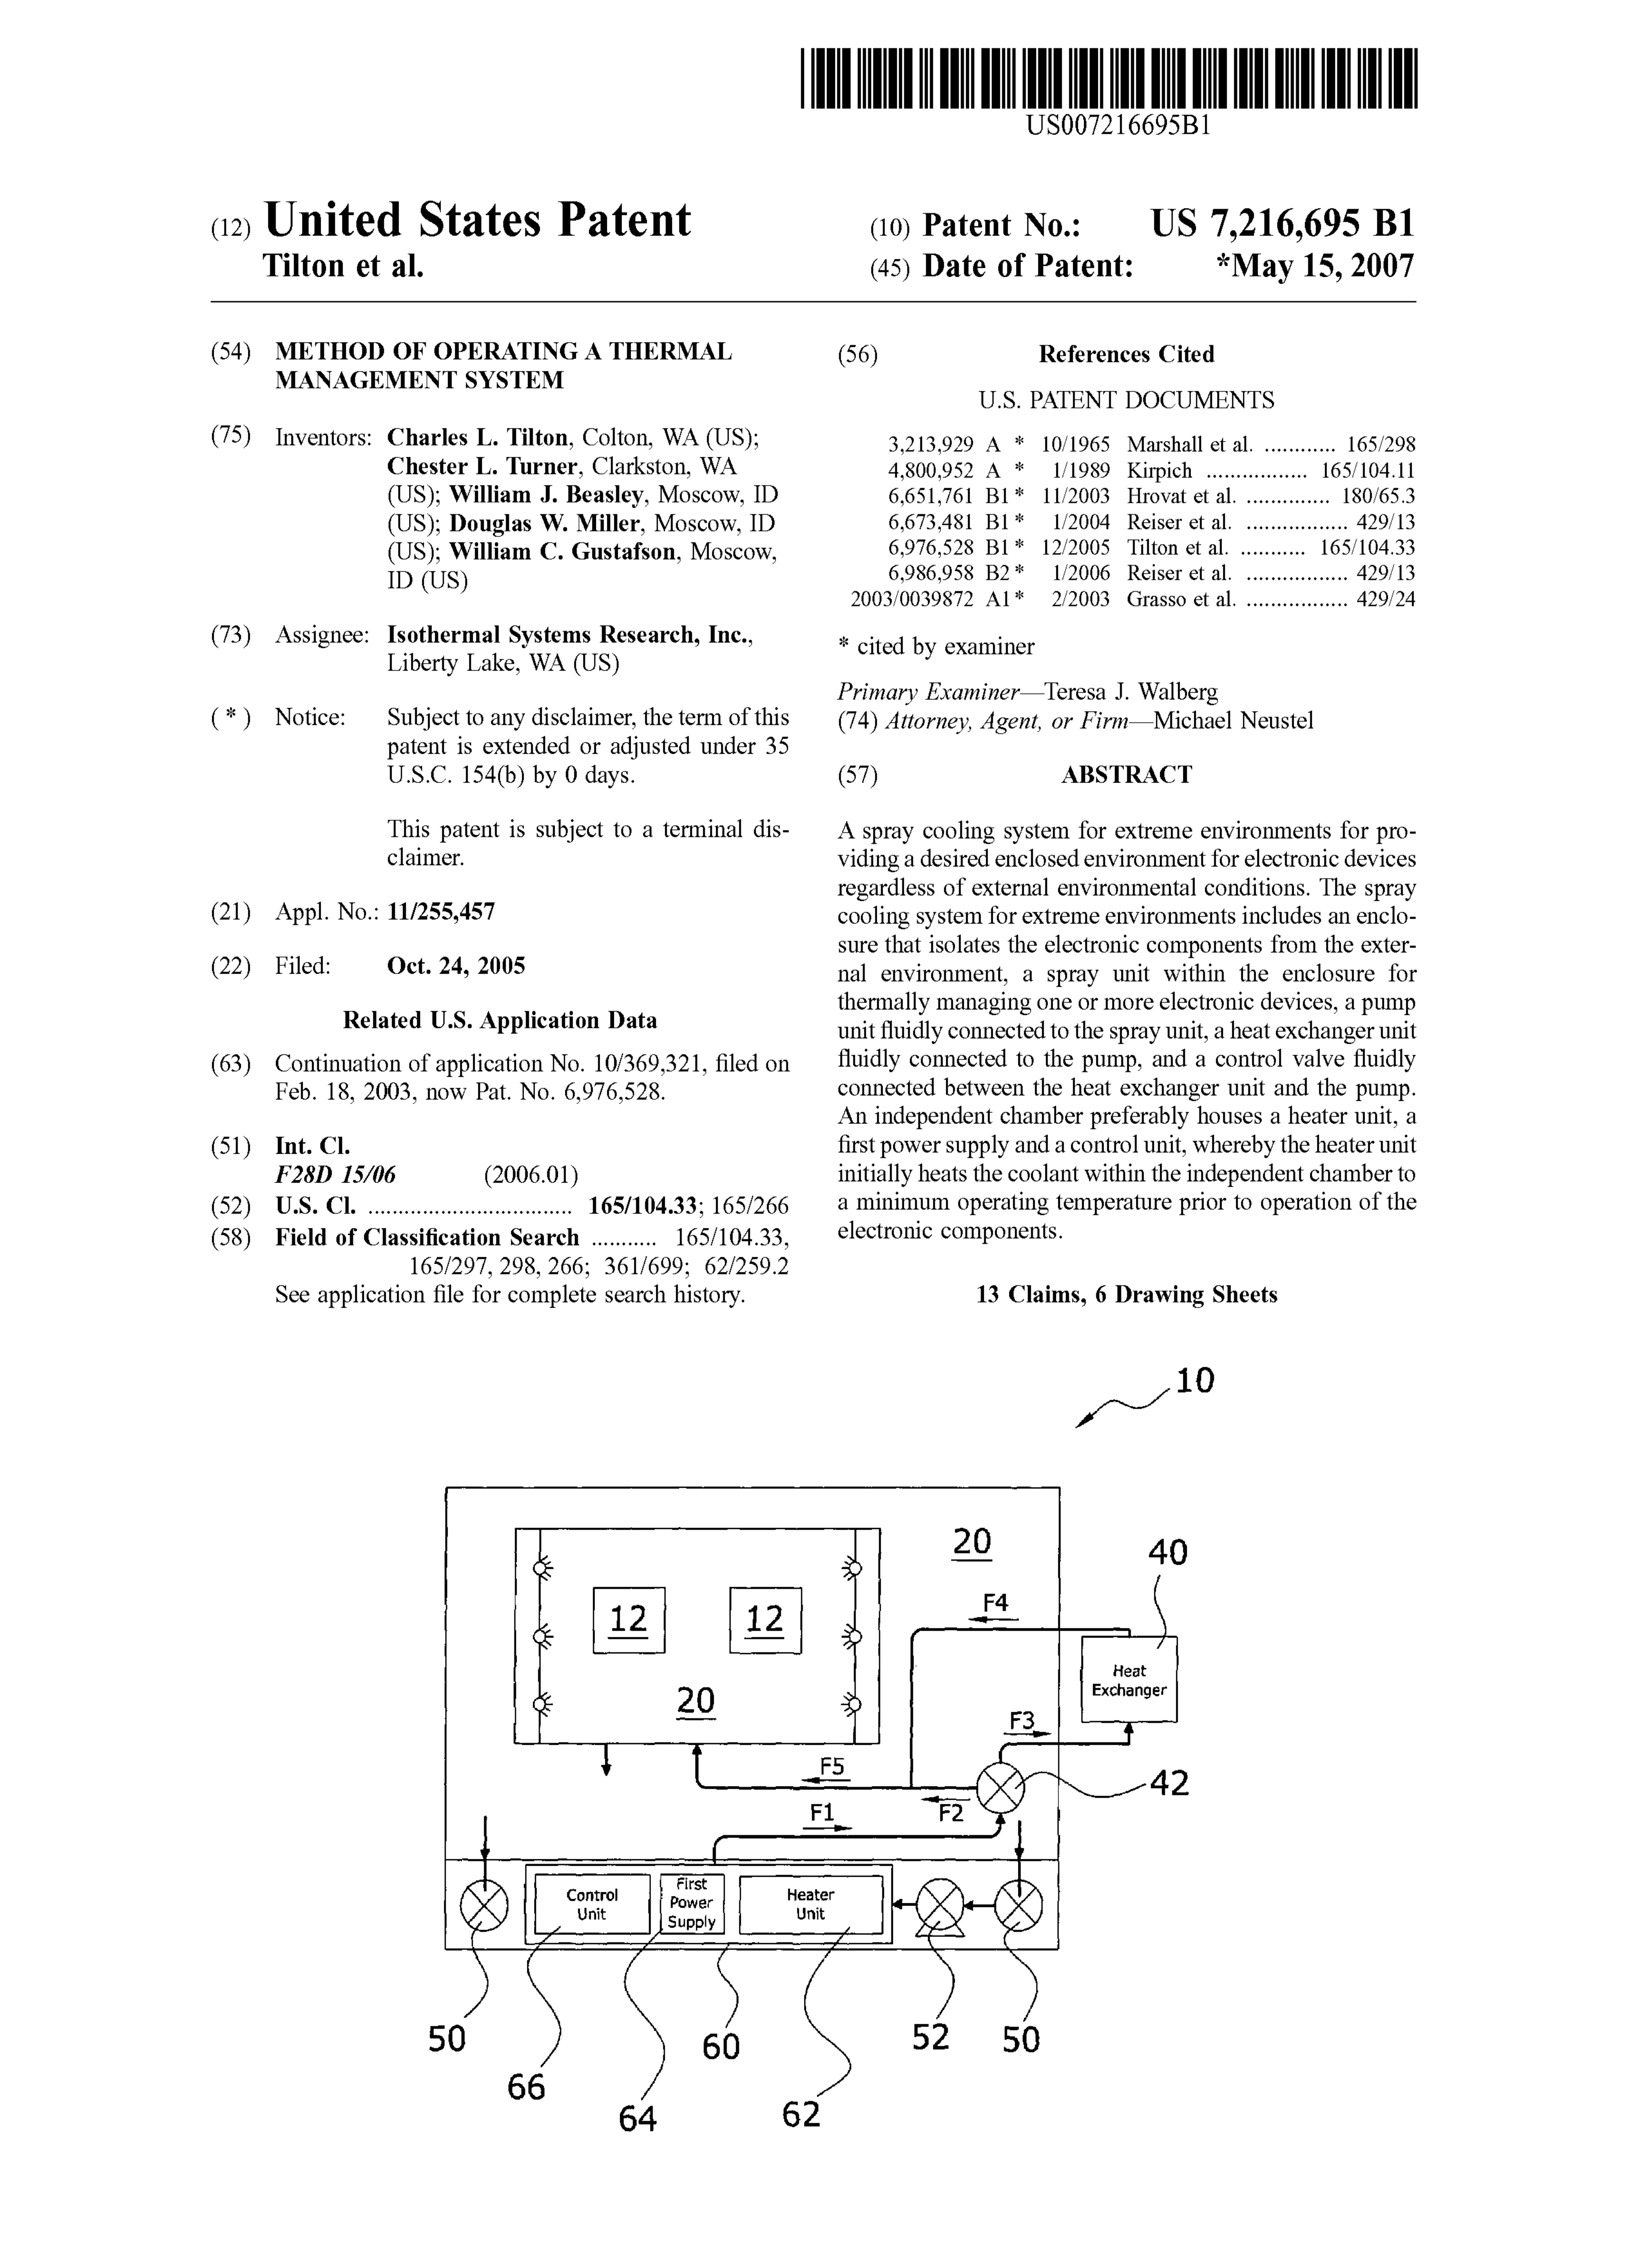 US007216695B1
(12) United States Patent
Tilton et al.
(10) Patent No.: US 7,216,695 B1
(45) Date of Patent: *May 15, 2007
(54) METHOD OF OPERATING A THERMAL
MANAGEMENT SYSTEM
(75) Inventors: Charles L. Tilton, Colton, WA (US);
Chester L. Turner, Clarkston, WA
(US); William J. Beasley, Moscow, ID
(US); Douglas W. Miller, Moscow, ID
(US); William C. Gustafson, Moscow,
ID (US)
(73) Assignee: Isothermal Systems Research, Inc.,
Liberty Lake, WA (US)
( * ) Notice: Subject to any disclaimer, the term of this
patent is extended or adjusted under 35
U.S.C. 154(b) by 0 days.
This patent is subject to a terminal dis-
claimer.
(21) Appl. No.: 11/255,457
(22) Filed: Oct. 24, 2005
Related U.S. Application Data
(63) Continuation of application No. 10/369,321, filed on
Feb. 18, 2003, now Pat. No. 6,976,528.
(51) Int. Cl.
F28D 15/06 (2006.01)
(52) U.S. Cl. .................................. 165/104.33; 165/266
(58) Field of Classification Search ........... 165/104.33,
165/297, 298, 266; 361/699; 62/259.2
See application file for complete search history.
(56) References Cited
U.S. PATENT DOCUMENTS
3,213,929 A * 10/1965 Marshall et al. ............ 165/298
4,800,952 A * 1/1989 Kirpich ................. 165/104.11
6,651,761 B1 * 11/2003 Hrovat et al. .............. 180/65.3
6,673,481 B1 * 1/2004 Reiser et al. ................. 429/13
6,976,528 B1 * 12/2005 Tilton et al. ........... 165/104.33
6,986,958 B2 * 1/2006 Reiser et al. ................. 429/13
2003/0039872 A1 * 2/2003 Grasso et al. ................. 429/24
* cited by examiner
Primary Examiner—Teresa J. Walberg
(74) Attorney, Agent, or Firm—Michael Neustel
(57) ABSTRACT
A spray cooling system for extreme environments for pro-
viding a desired enclosed environment for electronic devices
regardless of external environmental conditions. The spray
cooling system for extreme environments includes an enclo-
sure that isolates the electronic components from the exter-
nal environment, a spray unit within the enclosure for
thermally managing one or more electronic devices, a pump
unit fluidly connected to the spray unit, a heat exchanger unit
fluidly connected to the pump, and a control valve fluidly
connected between the heat exchanger unit and the pump.
An independent chamber preferably houses a heater unit, a
first power supply and a control unit, whereby the heater unit
initially heats the coolant within the independent chamber to
a minimum operating temperature prior to operation of the
electronic components.
13 Claims, 6 Drawing Sheets
10
20
40
12 12
F4
Heat
Exchanger
20
F3
F5
42
F2
F1
Control
Unit
First
Power
Supply
Heater
Unit
50
66
64
60
62
52
50